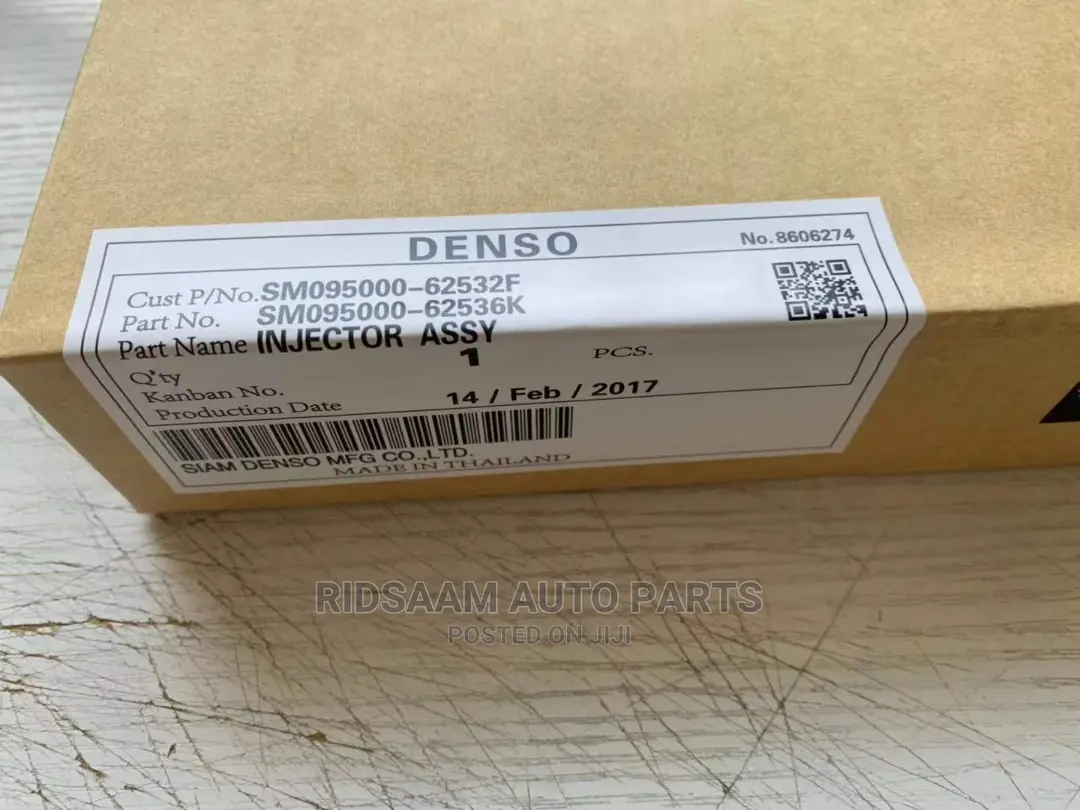 DENSO
No. 8606274
Cust P/No. SM095000-62532F
Part No. SM095000-62536K
Part Name INJECTOR ASSY
Q'ty 1 PCS.
Kanban No.
Production Date 14 / Feb / 2017
SIAM DENSO MFG CO.,LTD.
MADE IN THAILAND
RIDSAAM AUTO PARTS
POSTED ON JIJI